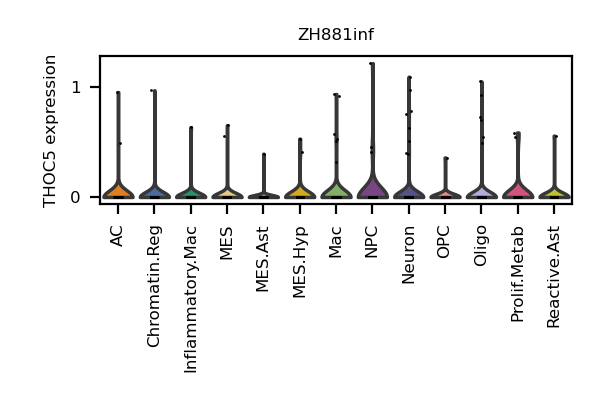 ZH881inf
THOC5 expression
1
0
AC
Chromatin.Reg
Inflammatory.Mac
MES
MES.Ast
MES.Hyp
Mac
NPC
Neuron
OPC
Oligo
Prolif.Metab
Reactive.Ast